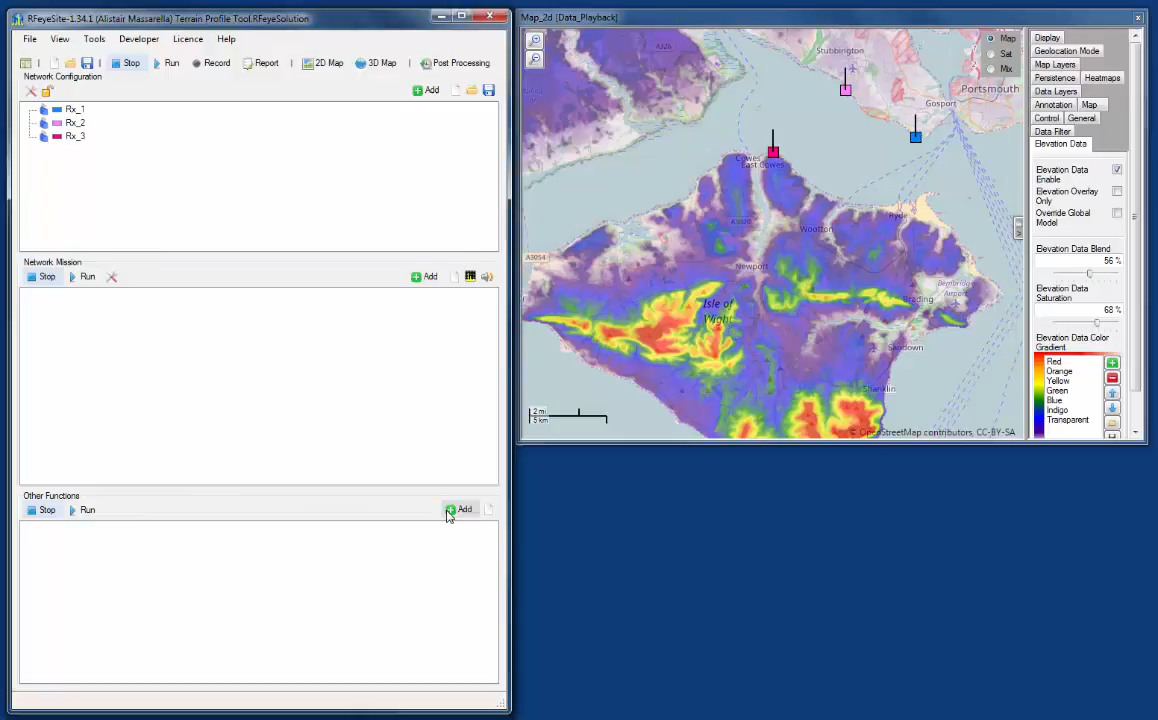 RFeyeSite-1.34.1 (Alistair Massarella) Terrain Profile Tool.RFeyeSolution
File View Tools Developer Licence Help
Stop Run Record Report 2D Map 3D Map Post Processing
Network Configuration
Add
Rx_1
Rx_2
Rx_3
Network Mission
Stop Run Add
Other Functions
Stop Run Add
Map_2d [Data_Playback]
Map
Sat
Mix
A326
Stubbington
Portsmouth
Gosport
Cowes
East Cowes
A3020
Ryde
Wootton
A3054
Newport
Bembridge
Airport
Isle of
Wight
Brading
Sandown
Shanklin
2 mi
5 km
© OpenStreetMap contributors, CC-BY-SA
Display
Geolocation Mode
Map Layers
Persistence Heatmaps
Data Layers
Annotation Map
Control General
Data Filter
Elevation Data
Elevation Data
Enable
Elevation Overlay
Only
Override Global
Model
Elevation Data Blend
56 %
Elevation Data
Saturation
68 %
Elevation Data Color
Gradient
Red
Orange
Yellow
Green
Blue
Indigo
Transparent